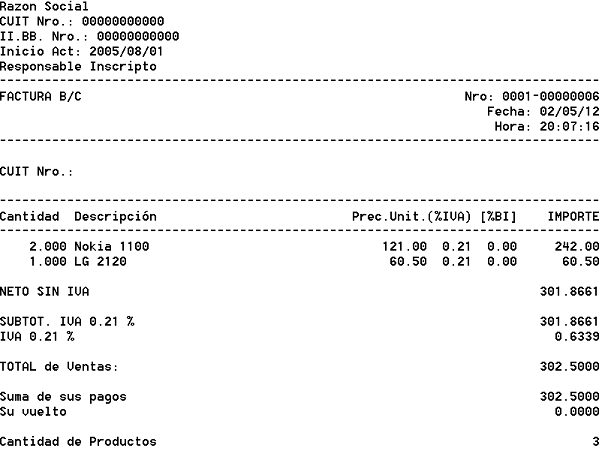 Razon Social
CUIT Nro.: 00000000000
II.BB. Nro.: 00000000000
Inicio Act: 2005/08/01
Responsable Inscripto
FACTURA B/C Nro: 0001-00000006
Fecha: 02/05/12
Hora: 20:07:16
CUIT Nro.:
Cantidad Descripción Prec.Unit.(%IVA) [%BI] IMPORTE
2.000 Nokia 1100 121.00 0.21 0.00 242.00
1.000 LG 2120 60.50 0.21 0.00 60.50
NETO SIN IVA 301.8661
SUBTOT. IVA 0.21 % 301.8661
IVA 0.21 % 0.6339
TOTAL de Ventas: 302.5000
Suma de sus pagos 302.5000
Su vuelto 0.0000
Cantidad de Productos 3